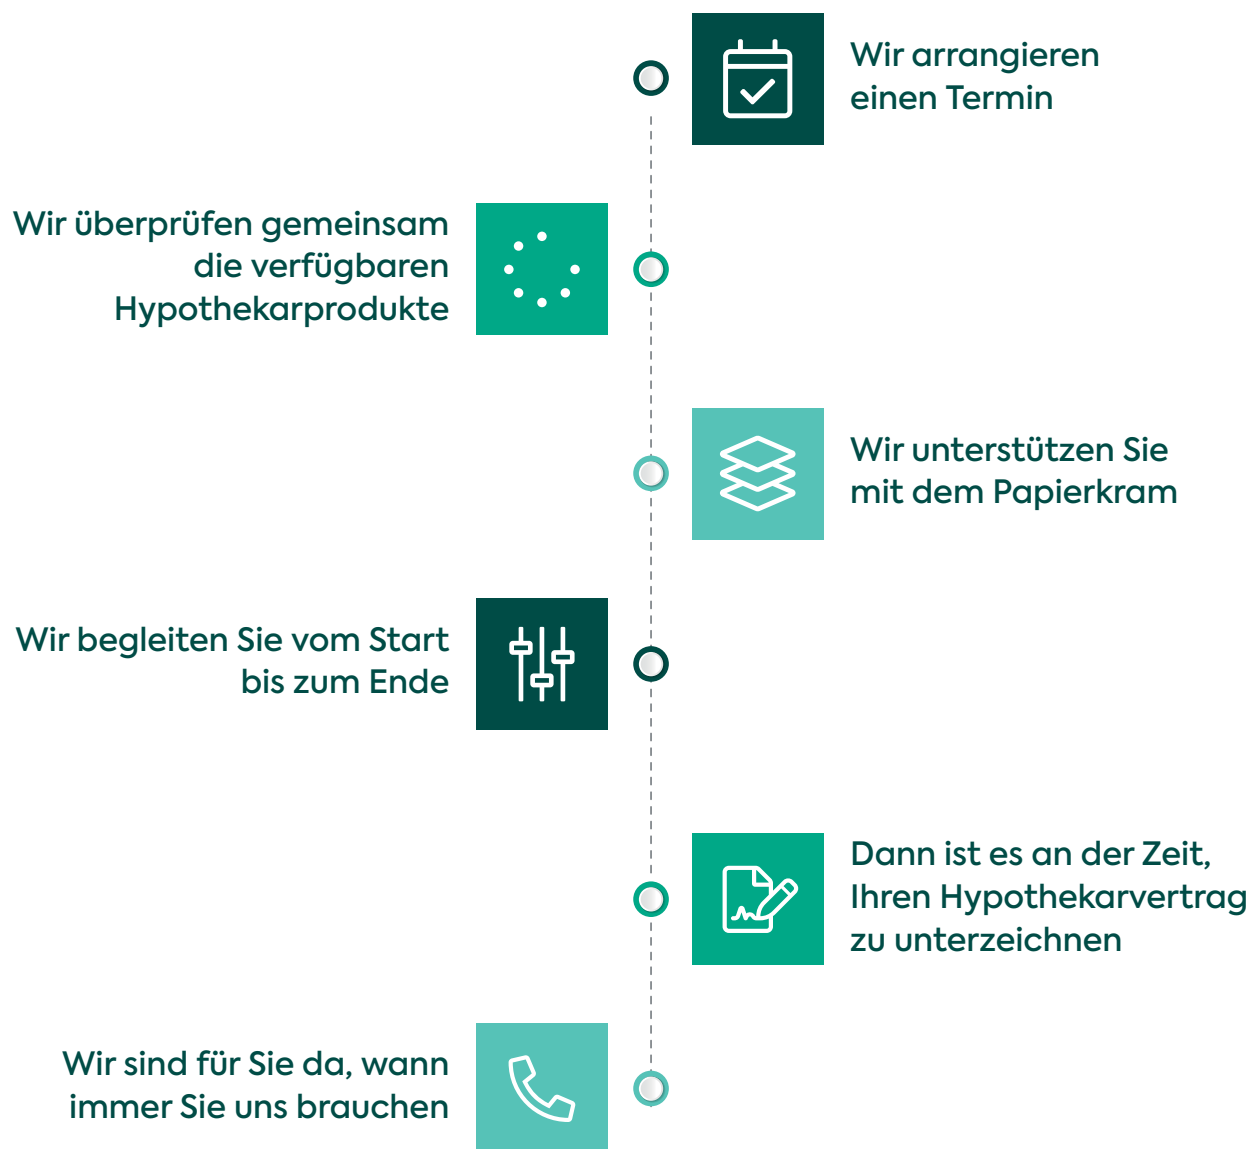 Wir arrangieren
einen Termin
Wir überprüfen gemeinsam
die verfügbaren
Hypothekarprodukte
Wir unterstützen Sie
mit dem Papierkram
Wir begleiten Sie vom Start
bis zum Ende
Dann ist es an der Zeit,
Ihren Hypothekarvertrag
zu unterzeichnen
Wir sind für Sie da, wann
immer Sie uns brauchen